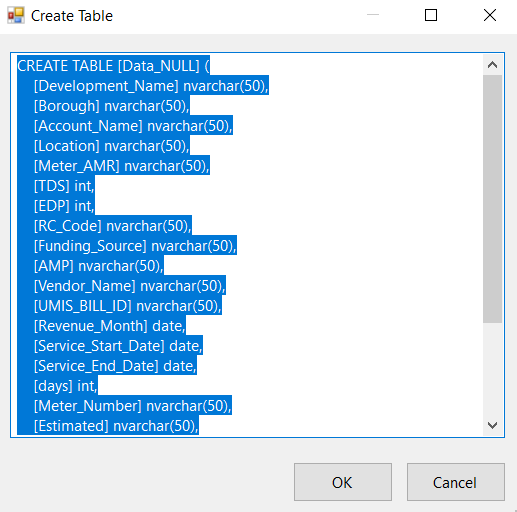 Create Table
CREATE TABLE [Data_NULL] (
[Development_Name] nvarchar(50),
[Borough] nvarchar(50),
[Account_Name] nvarchar(50),
[Location] nvarchar(50),
[Meter_AMR] nvarchar(50),
[TDS] int,
[EDP] int,
[RC_Code] nvarchar(50),
[Funding_Source] nvarchar(50),
[AMP] nvarchar(50),
[Vendor_Name] nvarchar(50),
[UMIS_BILL_ID] nvarchar(50),
[Revenue_Month] date,
[Service_Start_Date] date,
[Service_End_Date] date,
[days] int,
[Meter_Number] nvarchar(50),
[Estimated] nvarchar(50),
OK
Cancel